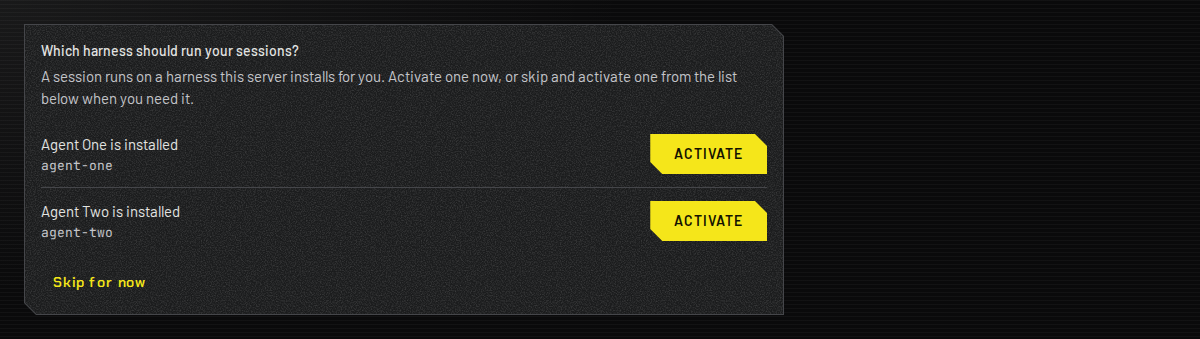 Which harness should run your sessions?
A session runs on a harness this server installs for you. Activate one now, or skip and activate one from the list
below when you need it.
Agent One is installed
agent-one
ACTIVATE
Agent Two is installed
agent-two
ACTIVATE
Skip for now